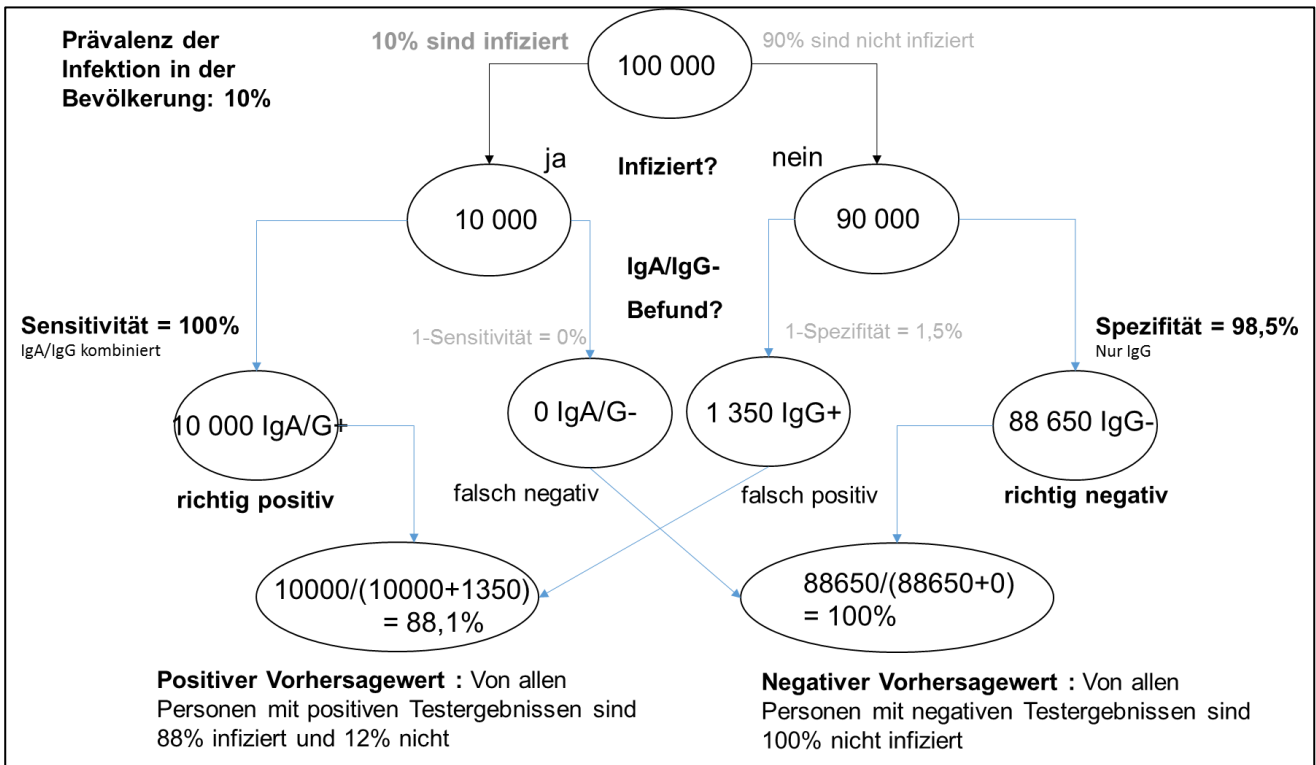 Prävalenz der
Infektion in der
Bevölkerung: 10%
10% sind infiziert
90% sind nicht infiziert
100 000
ja
Infiziert?
nein
10 000
90 000
IgA/IgG-
Befund?
Sensitivität = 100%
IgA/IgG kombiniert
1-Sensitivität = 0%
1-Spezifität = 1,5%
Spezifität = 98,5%
Nur IgG
10 000 IgA/G+
0 IgA/G-
1 350 IgG+
88 650 IgG-
richtig positiv
falsch negativ
falsch positiv
richtig negativ
10000/(10000+1350)
= 88,1%
88650/(88650+0)
= 100%
Positiver Vorhersagewert : Von allen
Personen mit positiven Testergebnissen sind
88% infiziert und 12% nicht
Negativer Vorhersagewert : Von allen
Personen mit negativen Testergebnissen sind
100% nicht infiziert